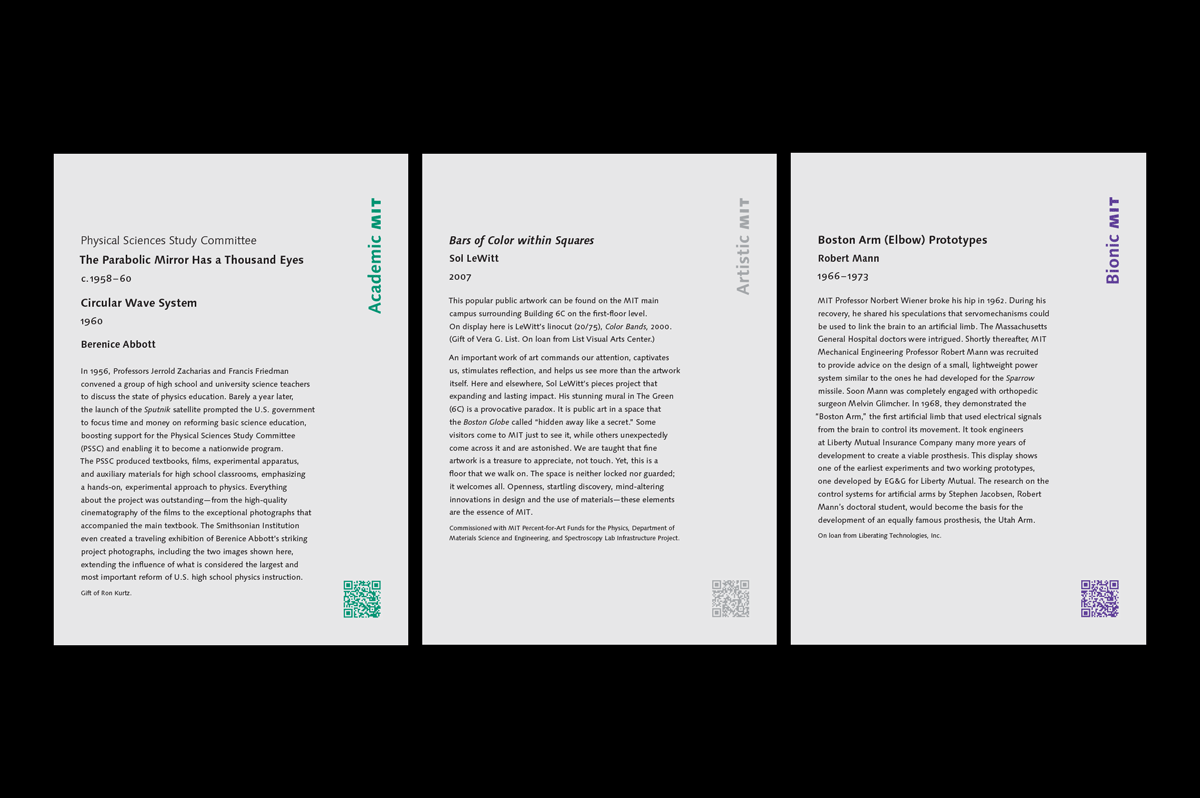 Academic MIT
Physical Sciences Study Committee
The Parabolic Mirror Has a Thousand Eyes
c.1958–60
Circular Wave System
1960
Berenice Abbott
In 1956, Professors Jerrold Zacharias and Francis Friedman
convened a group of high school and university science teachers
to discuss the state of physics education. Barely a year later,
the launch of the Sputnik satellite prompted the U.S. government
to focus time and money on reforming basic science education,
boosting support for the Physical Sciences Study Committee
(PSSC) and enabling it to become a nationwide program.
The PSSC produced textbooks, films, experimental apparatus,
and auxiliary materials for high school classrooms, emphasizing
a hands-on, experimental approach to physics. Everything
about the project was outstanding—from the high-quality
cinematography of the films to the exceptional photographs that
accompanied the main textbook. The Smithsonian Institution
even created a traveling exhibition of Berenice Abbott's striking
project photographs, including the two images shown here,
extending the influence of what is considered the largest and
most important reform of U.S. high school physics instruction.
Gift of Ron Kurtz.
Artistic MIT
Bars of Color within Squares
Sol LeWitt
2007
This popular public artwork can be found on the MIT main
campus surrounding Building 6C on the first-floor level.
On display here is LeWitt's linocut (20/75), Color Bands, 2000.
(Gift of Vera G. List. On loan from List Visual Arts Center.)
An important work of art commands our attention, captivates
us, stimulates reflection, and helps us see more than the artwork
itself. Here and elsewhere, Sol LeWitt's pieces project that
expanding and lasting impact. His stunning mural in The Green
(6C) is a provocative paradox. It is public art in a space that
the Boston Globe called "hidden away like a secret." Some
visitors come to MIT just to see it, while others unexpectedly
come across it and are astonished. We are taught that fine
artwork is a treasure to appreciate, not touch. Yet, this is a
floor that we walk on. The space is neither locked nor guarded;
it welcomes all. Openness, startling discovery, mind-altering
innovations in design and the use of materials—these elements
are the essence of MIT.
Commissioned with MIT Percent-for-Art Funds for the Physics, Department of
Materials Science and Engineering, and Spectroscopy Lab Infrastructure Project.
Bionic MIT
Boston Arm (Elbow) Prototypes
Robert Mann
1966–1973
MIT Professor Norbert Wiener broke his hip in 1962. During his
recovery, he shared his speculations that servomechanisms could
be used to link the brain to an artificial limb. The Massachusetts
General Hospital doctors were intrigued. Shortly thereafter, MIT
Mechanical Engineering Professor Robert Mann was recruited
to provide advice on the design of a small, lightweight power
system similar to the ones he had developed for the Sparrow
missile. Soon Mann was completely engaged with orthopedic
surgeon Melvin Glimcher. In 1968, they demonstrated the
"Boston Arm," the first artificial limb that used electrical signals
from the brain to control its movement. It took engineers
at Liberty Mutual Insurance Company many more years of
development to create a viable prosthesis. This display shows
one of the earliest experiments and two working prototypes,
one developed by EG&G for Liberty Mutual. The research on the
control systems for artificial arms by Stephen Jacobsen, Robert
Mann's doctoral student, would become the basis for the
development of an equally famous prosthesis, the Utah Arm.
On loan from Liberating Technologies, Inc.